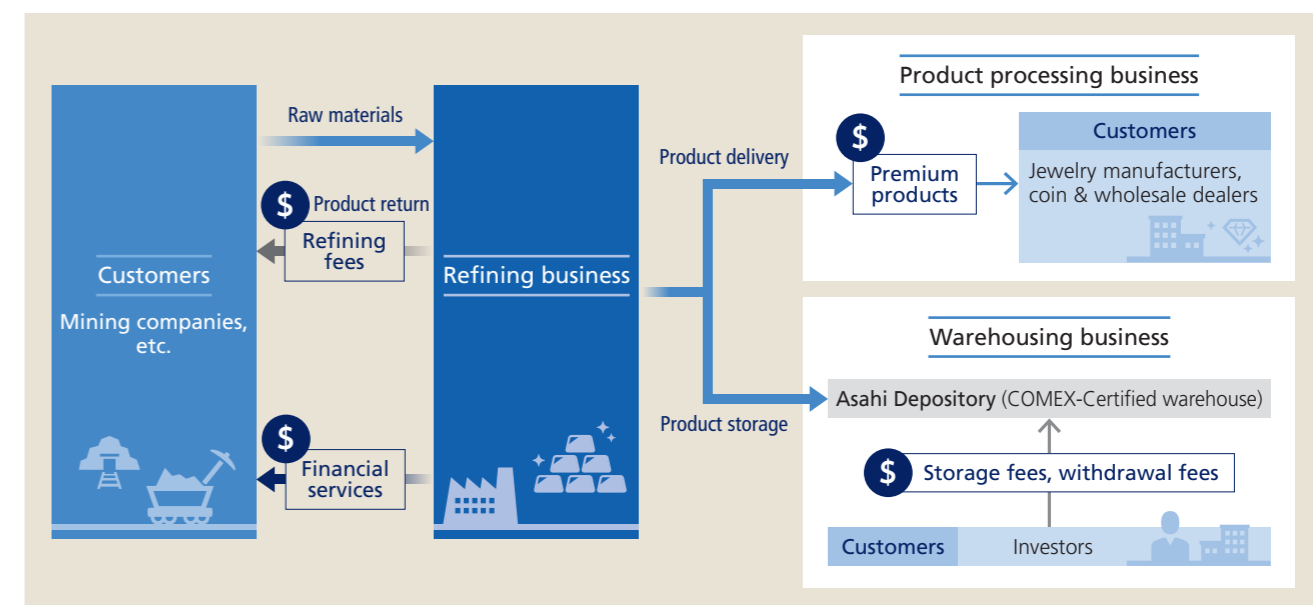 Customers
Mining companies,
etc.
Raw materials
$
Product return
Refining
fees
$
Financial
services
Refining business
Product delivery
Product storage
Product processing business
$
Premium
products
Customers
Jewelry manufacturers,
coin & wholesale dealers
Warehousing business
Asahi Depository (COMEX-Certified warehouse)
$
Storage fees, withdrawal fees
Customers
Investors